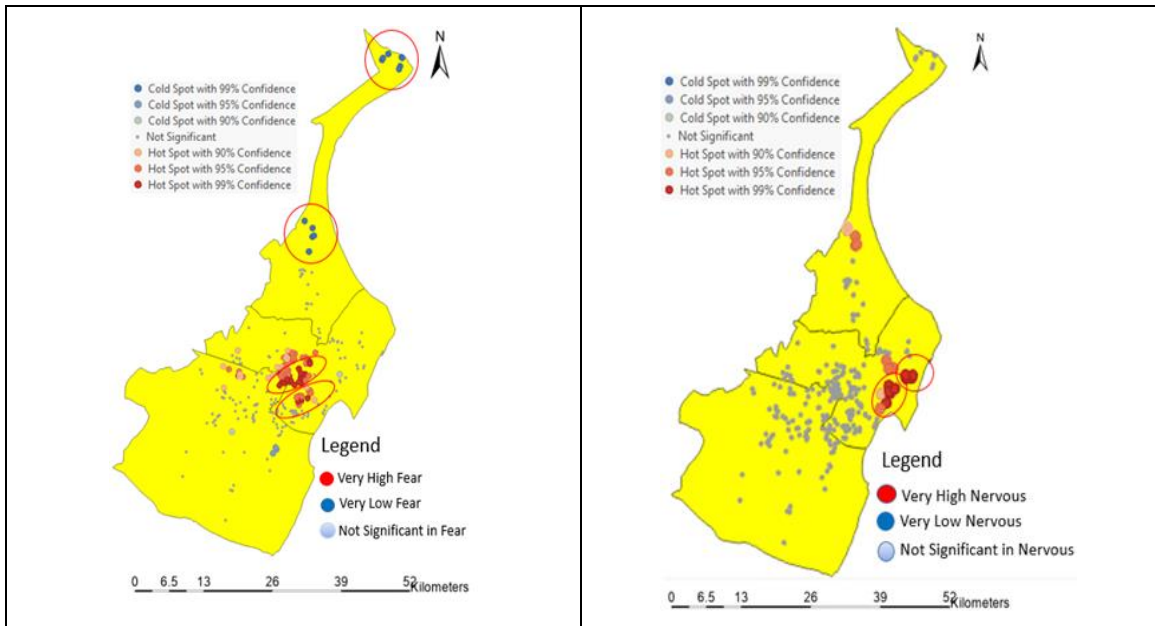 N
Cold Spot with 99% Confidence
Cold Spot with 95% Confidence
Cold Spot with 90% Confidence
Not Significant
Hot Spot with 90% Confidence
Hot Spot with 95% Confidence
Hot Spot with 99% Confidence
Legend
Very High Fear
Very Low Fear
Not Significant in Fear
0 6.5 13 26 39 52
Kilometers
N
Cold Spot with 99% Confidence
Cold Spot with 95% Confidence
Cold Spot with 90% Confidence
Not Significant
Hot Spot with 90% Confidence
Hot Spot with 95% Confidence
Hot Spot with 99% Confidence
Legend
Very High Nervous
Very Low Nervous
Not Significant in Nervous
0 6.5 13 26 39 52
Kilometers